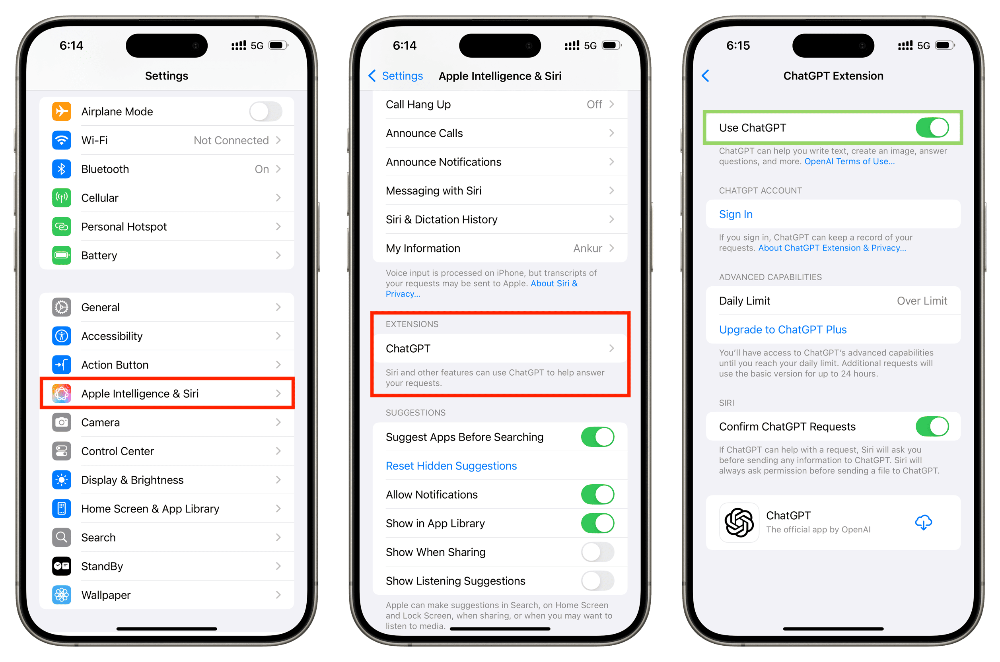 6:14
5G
Settings
Airplane Mode
Wi-Fi Not Connected
Bluetooth On
Cellular
Personal Hotspot
Battery
General
Accessibility
Action Button
Apple Intelligence & Siri
Camera
Control Center
Display & Brightness
Home Screen & App Library
Search
StandBy
Wallpaper
6:14
5G
Settings Apple Intelligence & Siri
Call Hang Up Off
Announce Calls
Announce Notifications
Messaging with Siri
Siri & Dictation History
My Information Ankur
Voice input is processed on iPhone, but transcripts of
your requests may be sent to Apple. About Siri &
Privacy...
EXTENSIONS
ChatGPT
Siri and other features can use ChatGPT to help answer
your requests.
SUGGESTIONS
Suggest Apps Before Searching
Reset Hidden Suggestions
Allow Notifications
Show in App Library
Show When Sharing
Show Listening Suggestions
Apple can make suggestions in Search, on Home Screen
and Lock Screen, when sharing, or when you may want to
listen to media.
6:15
5G
ChatGPT Extension
Use ChatGPT
ChatGPT can help you write text, create an image, answer
questions, and more. OpenAI Terms of Use...
CHATGPT ACCOUNT
Sign In
If you sign in, ChatGPT can keep a record of your
requests. About ChatGPT Extension & Privacy...
ADVANCED CAPABILITIES
Daily Limit Over Limit
Upgrade to ChatGPT Plus
You'll have access to ChatGPT's advanced capabilities
until you reach your daily limit. Additional requests will
use the basic version for up to 24 hours.
SIRI
Confirm ChatGPT Requests
If ChatGPT can help with a request, Siri will ask you
before sending any information to ChatGPT. Siri will
always ask permission before sending a file to ChatGPT.
ChatGPT
The official app by OpenAI